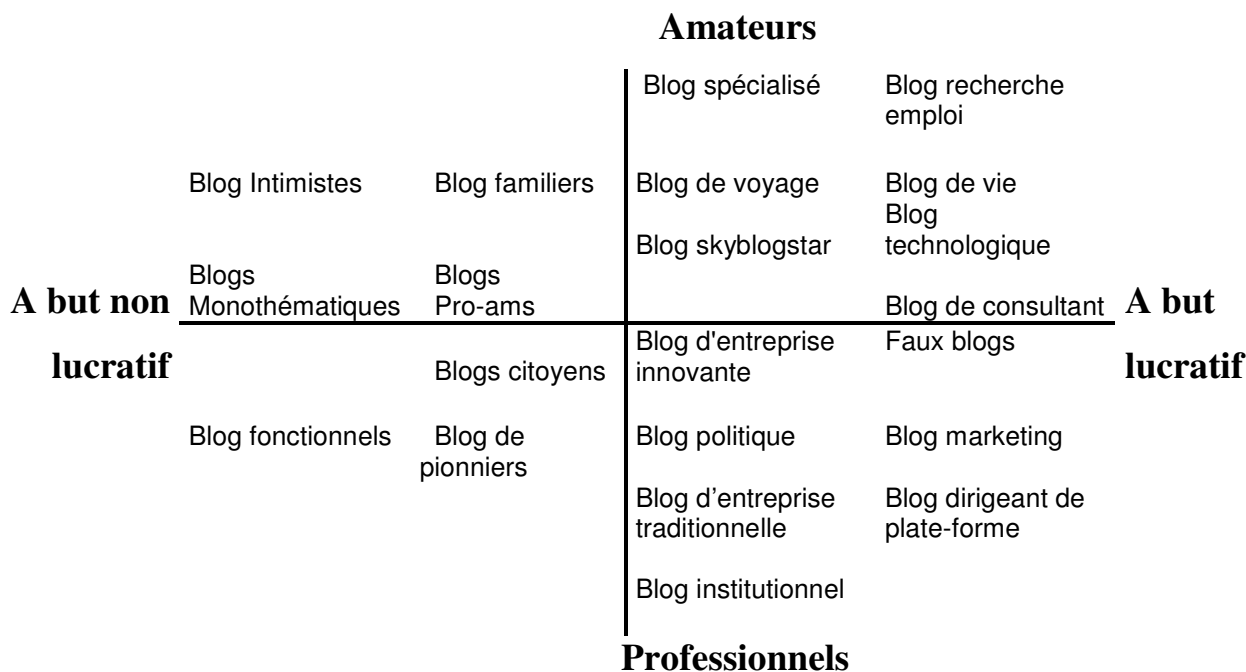 Amateurs
Blog spécialisé Blog recherche
emploi
Blog Intimistes Blog familiers Blog de voyage Blog de vie
Blog
Blog skyblogstar technologique
Blogs Blogs
A but non Monothématiques Pro-ams Blog de consultant A but
Blog d'entreprise Faux blogs
lucratif innovante lucratif
Blogs citoyens
Blog fonctionnels Blog de Blog politique Blog marketing
pionniers
Blog d’entreprise Blog dirigeant de
traditionnelle plate-forme
Blog institutionnel
Professionnels